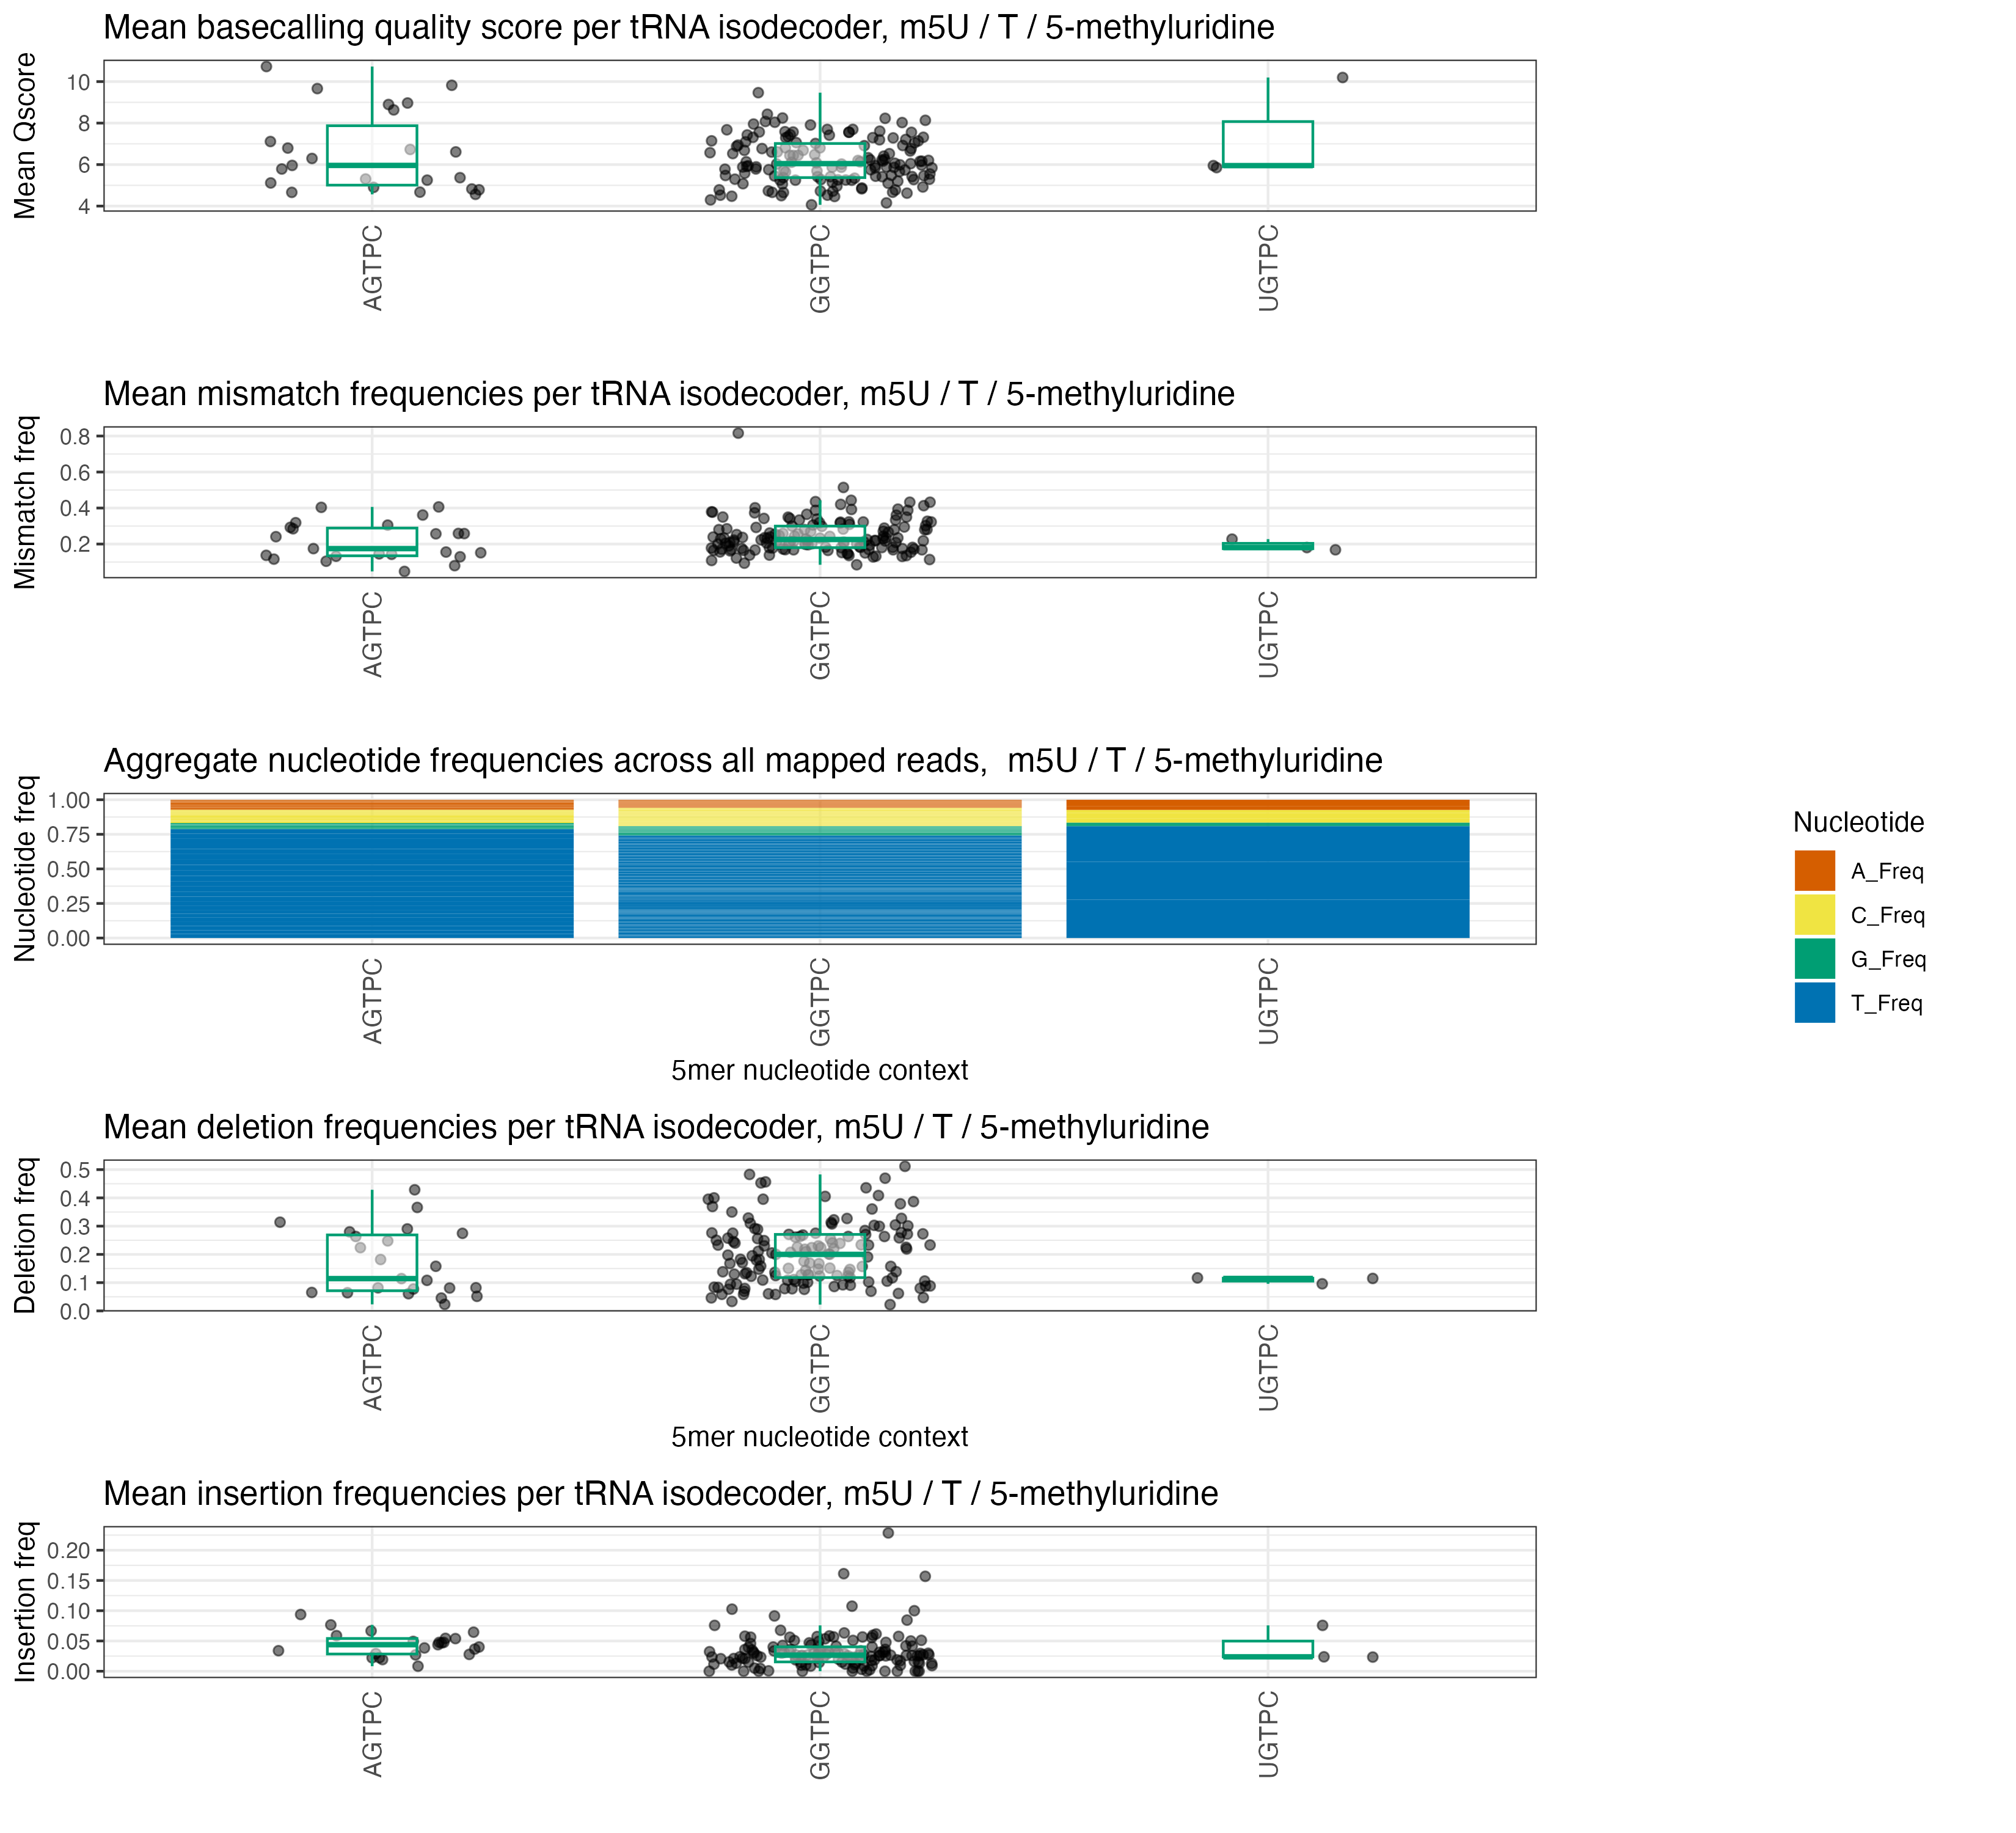 Mean basecalling quality score per tRNA isodecoder, m5U / T / 5-methyluridine
Mean Qscore
10
8
6
4
AGTPC
GGTPC
UGTPC
Mean mismatch frequencies per tRNA isodecoder, m5U / T / 5-methyluridine
Mismatch freq
0.8
0.6
0.4
0.2
AGTPC
GGTPC
UGTPC
Aggregate nucleotide frequencies across all mapped reads,  m5U / T / 5-methyluridine
Nucleotide freq
1.00
0.75
0.50
0.25
0.00
AGTPC
GGTPC
UGTPC
5mer nucleotide context
Nucleotide
A_Freq
C_Freq
G_Freq
T_Freq
Mean deletion frequencies per tRNA isodecoder, m5U / T / 5-methyluridine
Deletion freq
0.5
0.4
0.3
0.2
0.1
0.0
AGTPC
GGTPC
UGTPC
5mer nucleotide context
Mean insertion frequencies per tRNA isodecoder, m5U / T / 5-methyluridine
Insertion freq
0.20
0.15
0.10
0.05
0.00
AGTPC
GGTPC
UGTPC